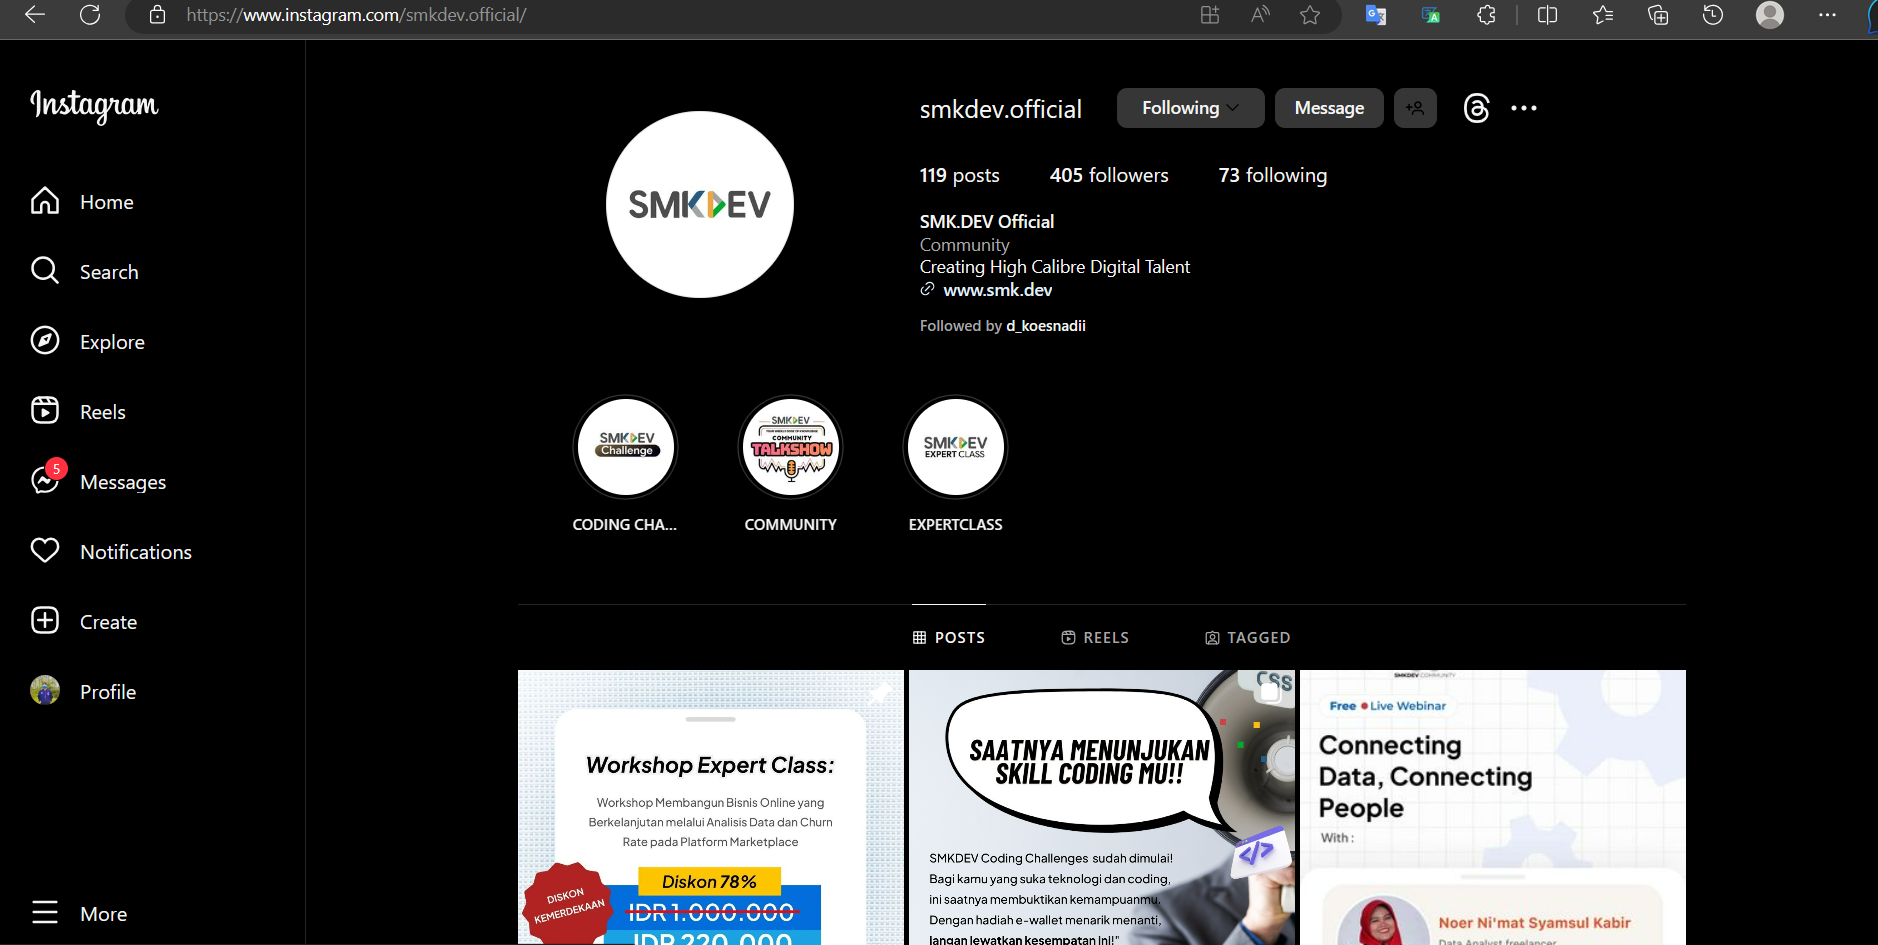 https://www.instagram.com/smkdev.official/
Instagram
Home
Search
Explore
Reels
5
Messages
Notifications
Create
Profile
More
smkdev.official
Following
Message
119 posts
405 followers
73 following
SMK.DEV Official
Community
Creating High Calibre Digital Talent
www.smk.dev
Followed by d_koesnadii
SMKDEV
SMKDEV
Challenge
CODING CHA...
SMKDEV
COMMUNITY
TALKSHOW
COMMUNITY
SMKDEV
EXPERT CLASS
EXPERTCLASS
POSTS
REELS
TAGGED
Workshop Expert Class:
Workshop Membangun Bisnis Online yang
Berkelanjutan melalui Analisis Data dan Churn
Rate pada Platform Marketplace
Diskon 78%
DISKON
KEMERDEKAAN
IDR 1.000.000
IDR 220.000
CSS
SAATNYA MENUNJUKAN
SKILL CODING MU!!
</>
SMKDEV Coding Challenges sudah dimulai!
Bagi kamu yang suka teknologi dan coding,
ini saatnya membuktikan kemampuanmu.
Dengan hadiah e-wallet menarik menanti,
jangan lewatkan kesempatan ini!"
SMKDEV COMMUNITY
Free • Live Webinar
Connecting
Data, Connecting
People
With :
Noer Ni'mat Syamsul Kabir
Data Analyst freelancer